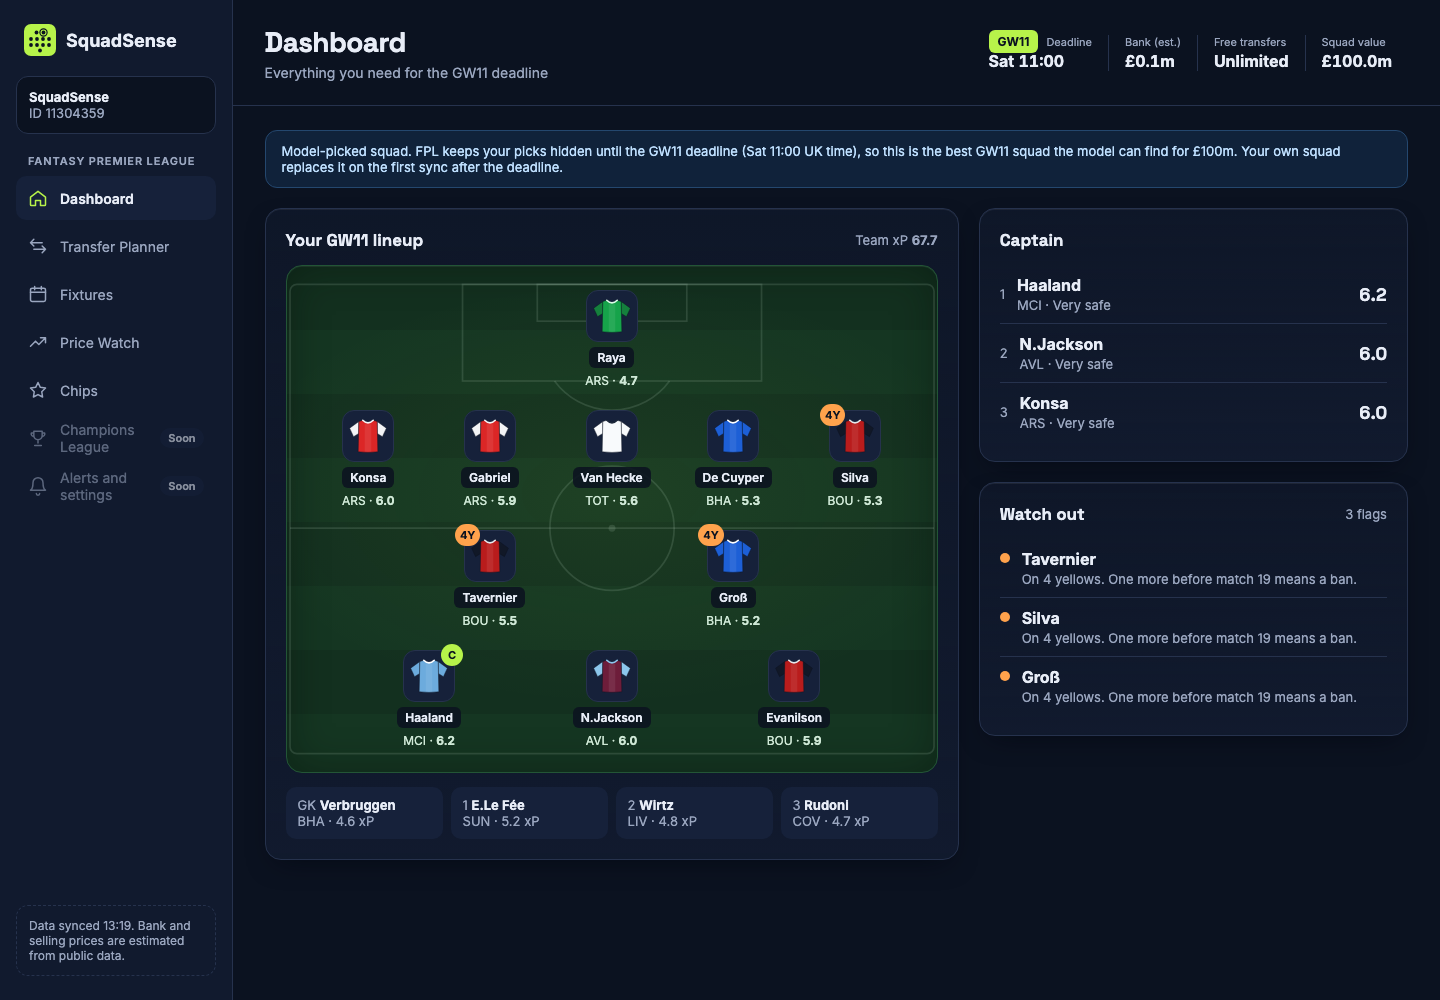 SquadSense
SquadSense
ID 11304359
FANTASY PREMIER LEAGUE
Dashboard
Transfer Planner
Fixtures
Price Watch
Chips
Champions
League
Soon
Alerts and
settings
Soon
Data synced 13:19. Bank and
selling prices are estimated
from public data.
Dashboard
Everything you need for the GW11 deadline
GW11 Deadline
Sat 11:00
Bank (est.)
£0.1m
Free transfers
Unlimited
Squad value
£100.0m
Model-picked squad. FPL keeps your picks hidden until the GW11 deadline (Sat 11:00 UK time), so this is the best GW11 squad the model can find for £100m. Your own squad
replaces it on the first sync after the deadline.
Your GW11 lineup
Team xP 67.7
Raya
ARS · 4.7
4Y
Konsa
Gabriel
Van Hecke
De Cuyper
Silva
ARS · 6.0
ARS · 5.9
TOT · 5.6
BHA · 5.3
BOU · 5.3
4Y
4Y
Tavernier
Groß
BOU · 5.5
BHA · 5.2
C
Haaland
N.Jackson
Evanilson
MCI · 6.2
AVL · 6.0
BOU · 5.9
GK Verbruggen
BHA · 4.6 xP
1 E.Le Fée
SUN · 5.2 xP
2 Wirtz
LIV · 4.8 xP
3 Rudoni
COV · 4.7 xP
Captain
1 Haaland 6.2
MCI · Very safe
2 N.Jackson 6.0
AVL · Very safe
3 Konsa 6.0
ARS · Very safe
Watch out
3 flags
Tavernier
On 4 yellows. One more before match 19 means a ban.
Silva
On 4 yellows. One more before match 19 means a ban.
Groß
On 4 yellows. One more before match 19 means a ban.